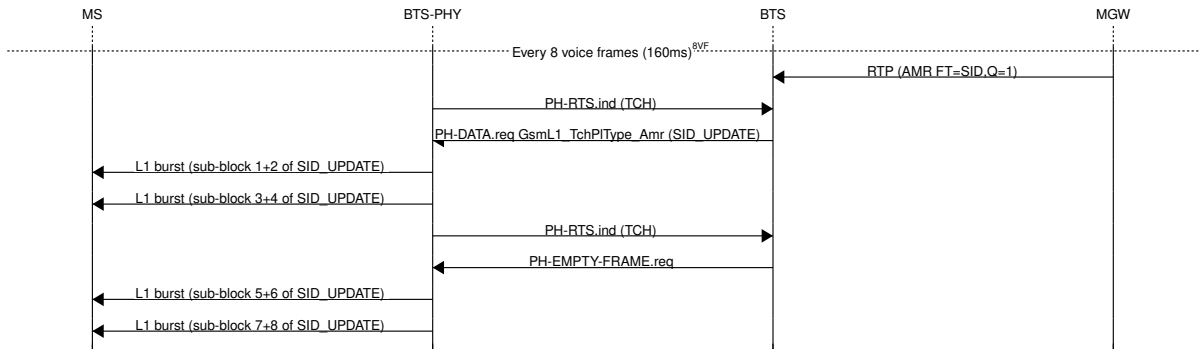 MS BTS-PHY BTS MGW
Every 8 voice frames (160ms)8VF
RTP (AMR FT=SID,Q=1)
PH-RTS.ind (TCH)
PH-DATA.req GsmL1_TchPlType_Amr (SID_UPDATE)
L1 burst (sub-block 1+2 of SID_UPDATE)
L1 burst (sub-block 3+4 of SID_UPDATE)
PH-RTS.ind (TCH)
PH-EMPTY-FRAME.req
L1 burst (sub-block 5+6 of SID_UPDATE)
L1 burst (sub-block 7+8 of SID_UPDATE)